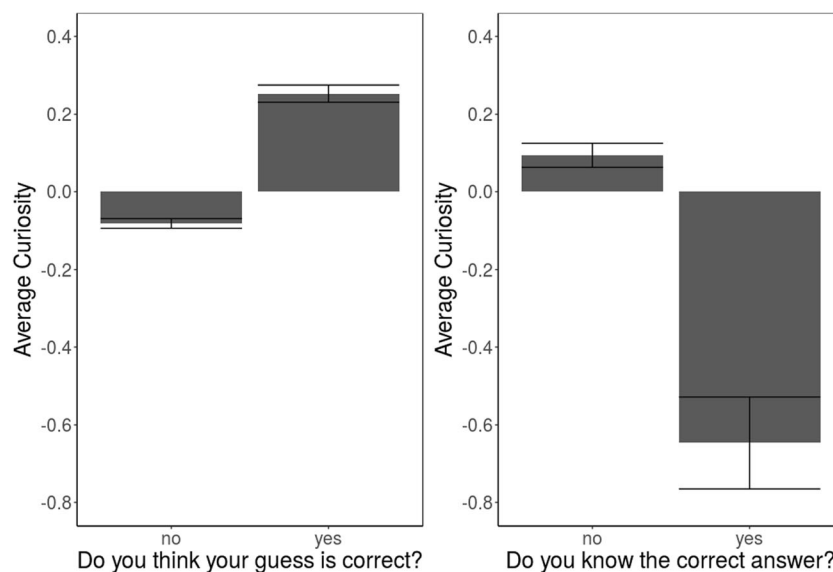 Average Curiosity
0.4
0.2
0.0
-0.2
-0.4
-0.6
-0.8
no yes
Do you think your guess is correct?
Average Curiosity
0.4
0.2
0.0
-0.2
-0.4
-0.6
-0.8
no yes
Do you know the correct answer?